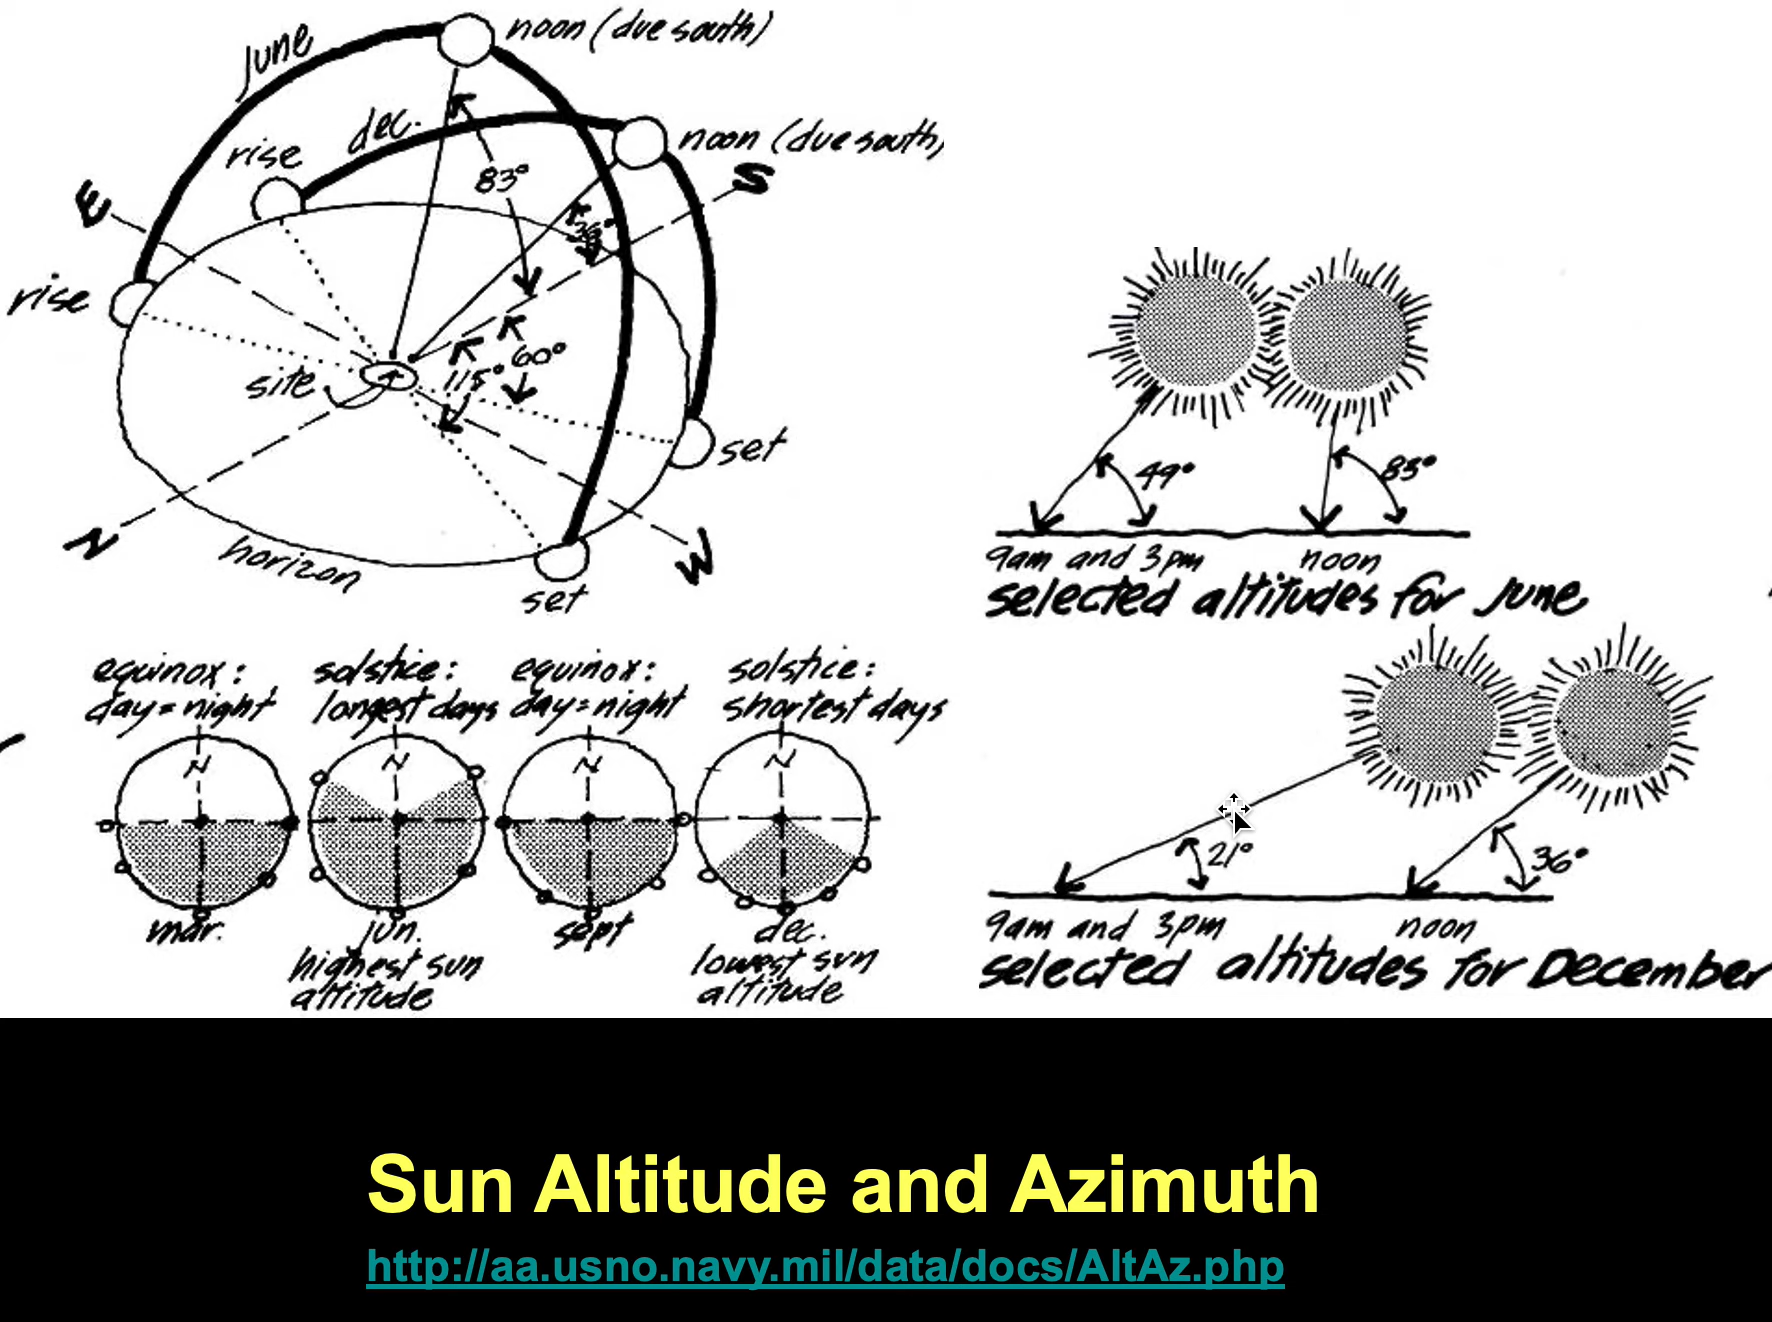 june
noon (due south)
dec.
noon (due south)
rise
83°
S
E
36°
rise
60°
115°
site
set
N
horizon
W
set
49°
83°
9am and 3pm
noon
selected altitudes for june
equinox:
day=night
solstice:
longest days
equinox:
day=night
solstice:
shortest days
N
N
N
N
mar.
jun.
highest sun
altitude
sept
dec.
lowest sun
altitude
21°
36°
9am and 3pm
noon
selected altitudes for December
Sun Altitude and Azimuth
http://aa.usno.navy.mil/data/docs/AltAz.php